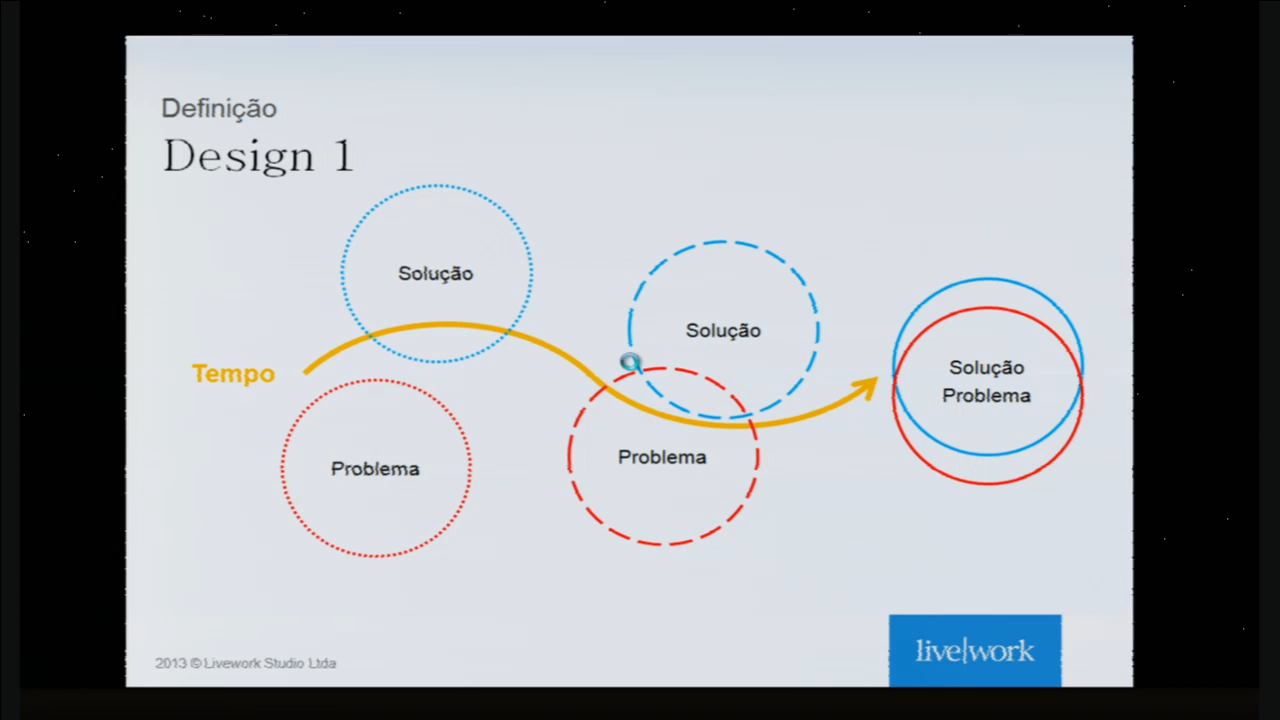 Definição
Design 1
Solução
Solução
Tempo
Solução
Problema
Problema
Problema
2013 © Livework Studio Ltda
live|work